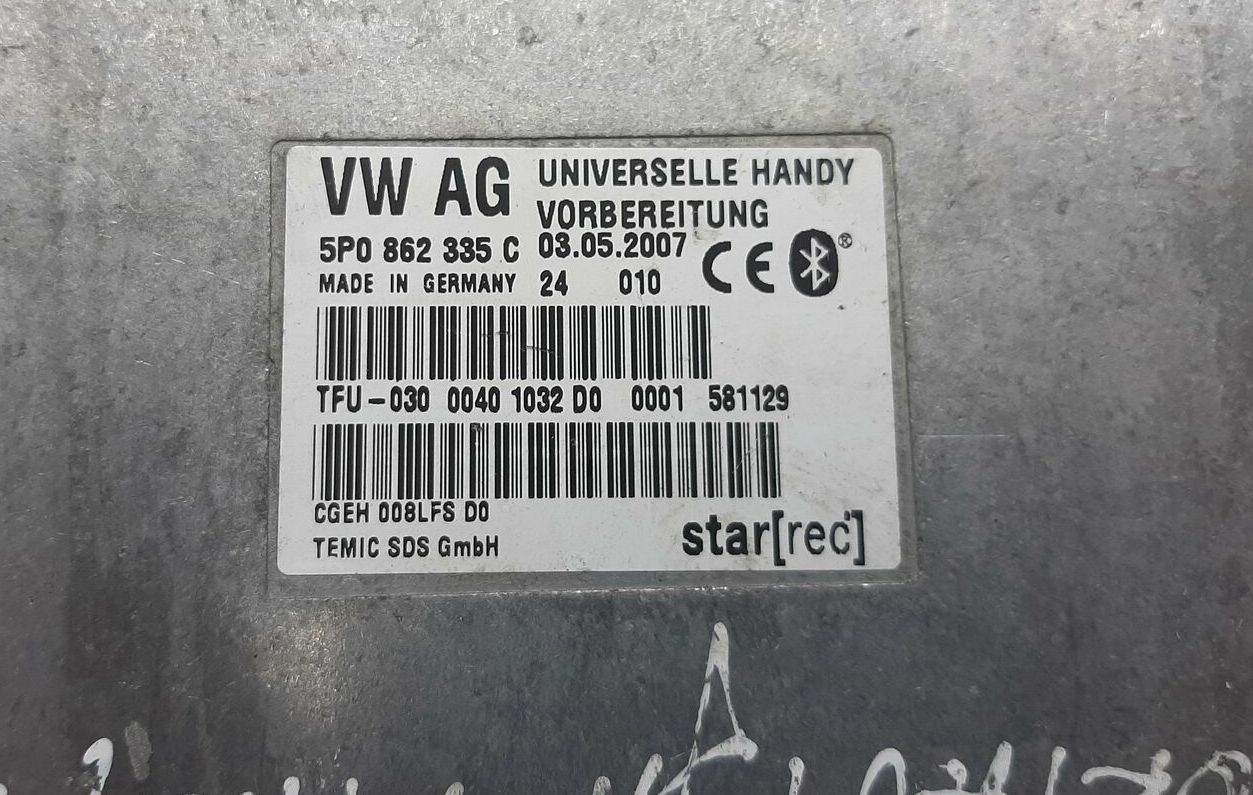 VW AG
UNIVERSELLE HANDY
VORBEREITUNG
5P0 862 335 C 03.05.2007
MADE IN GERMANY 24 010
CE
TFU-030 0040 1032 D0 0001 581129
CGEH 008LFS D0
TEMIC SDS GmbH
star[rec]